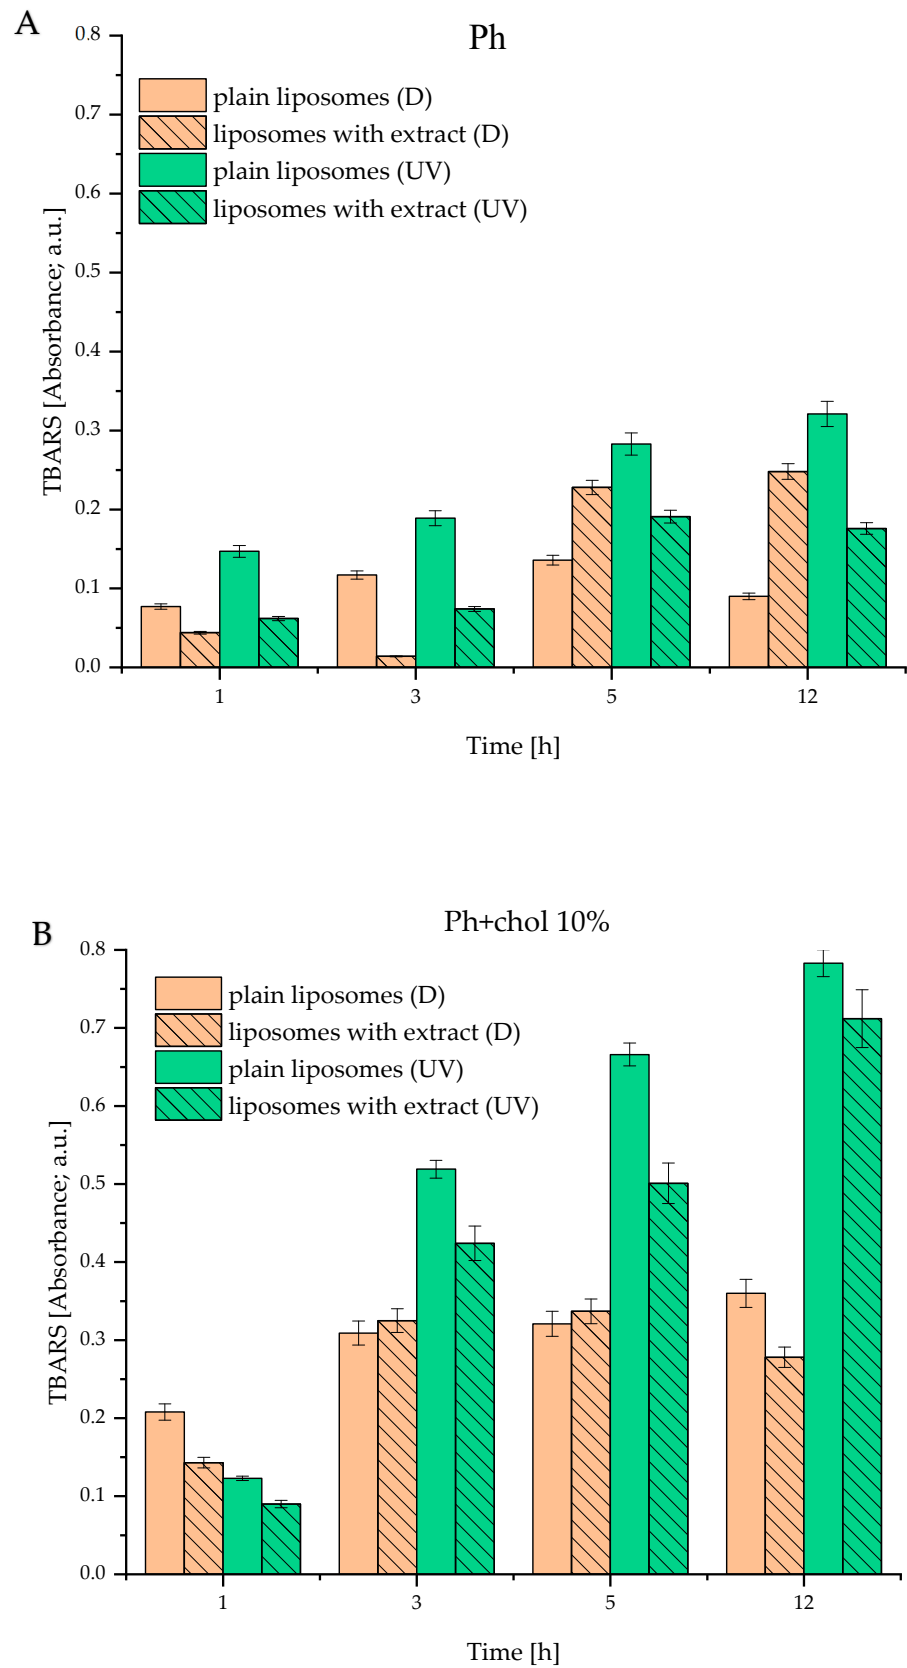 A
Ph
plain liposomes (D)
liposomes with extract (D)
plain liposomes (UV)
liposomes with extract (UV)
TBARS [Absorbance; a.u.]
0.8
0.7
0.6
0.5
0.4
0.3
0.2
0.1
0.0
1 3 5 12
Time [h]
B
Ph+chol 10%
plain liposomes (D)
liposomes with extract (D)
plain liposomes (UV)
liposomes with extract (UV)
TBARS [Absorbance; a.u.]
0.8
0.7
0.6
0.5
0.4
0.3
0.2
0.1
0.0
1 3 5 12
Time [h]